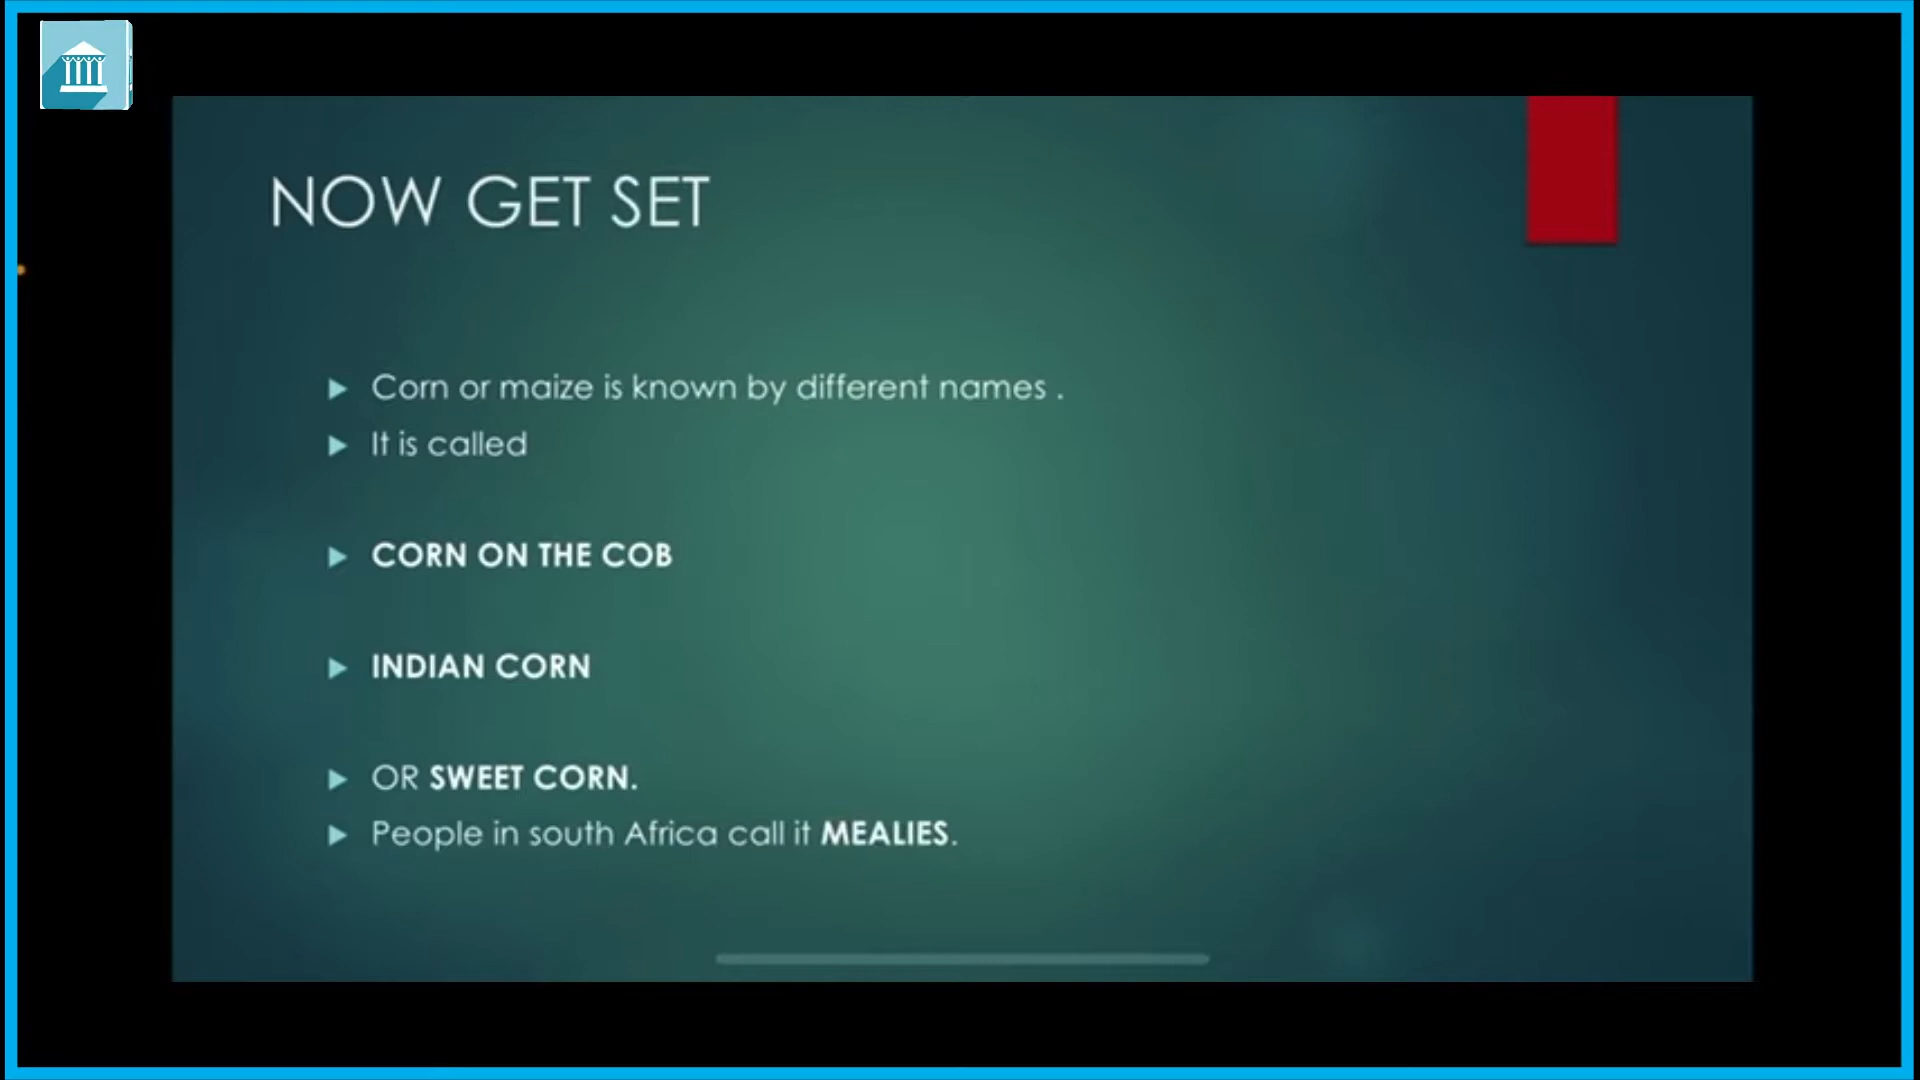 NOW GET SET
Corn or maize is known by different names .
It is called
CORN ON THE COB
INDIAN CORN
OR SWEET CORN.
People in south Africa call it MEALIES.